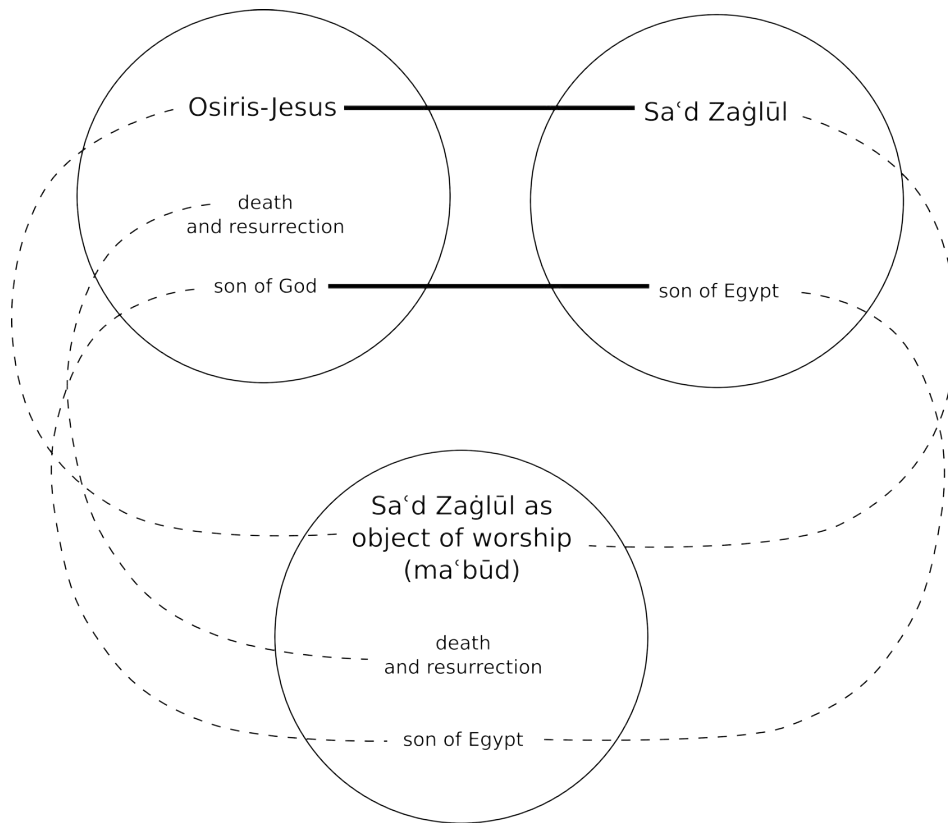 Osiris-Jesus
Saʿd Zaġlūl
death
and resurrection
son of God
son of Egypt
Saʿd Zaġlūl as
object of worship
(maʿbūd)
death
and resurrection
son of Egypt